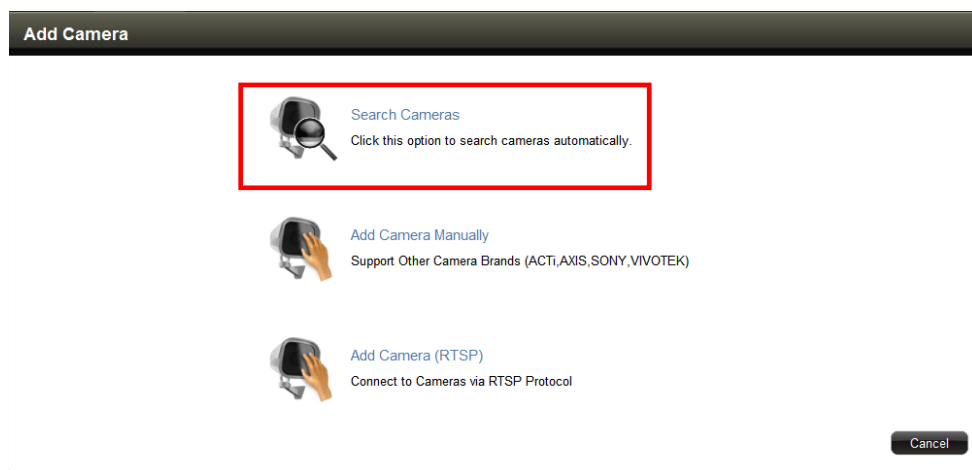 Add Camera
Search Cameras
Click this option to search cameras automatically.
Add Camera Manually
Support Other Camera Brands (ACTi,AXIS,SONY,VIVOTEK)
Add Camera (RTSP)
Connect to Cameras via RTSP Protocol
Cancel